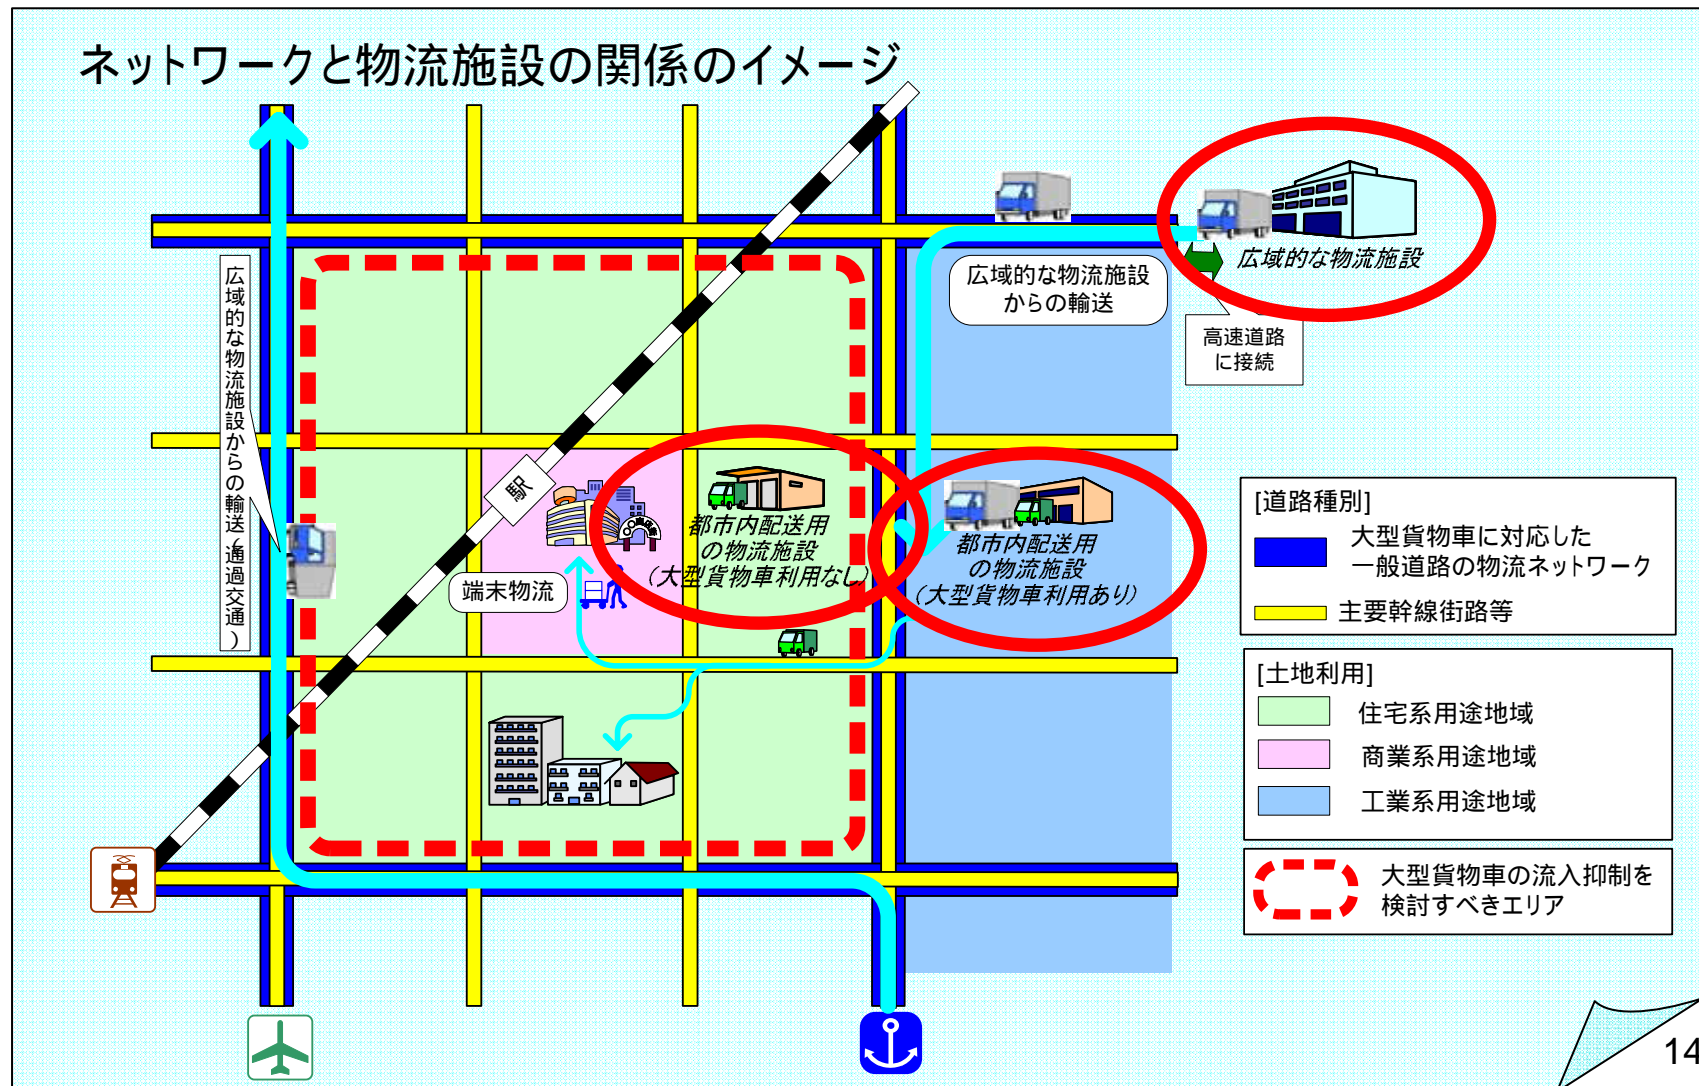 ネットワークと物流施設の関係のイメージ
広域的な物流施設からの輸送(通過交通)
広域的な物流施設
からの輸送
広域的な物流施設
高速道路
に接続
駅
〇〇商店街
都市内配送用
の物流施設
(大型貨物車利用なし)
都市内配送用
の物流施設
(大型貨物車利用あり)
端末物流
[道路種別]
大型貨物車に対応した
一般道路の物流ネットワーク
主要幹線街路等
[土地利用]
住宅系用途地域
商業系用途地域
工業系用途地域
大型貨物車の流入抑制を
検討すべきエリア
14